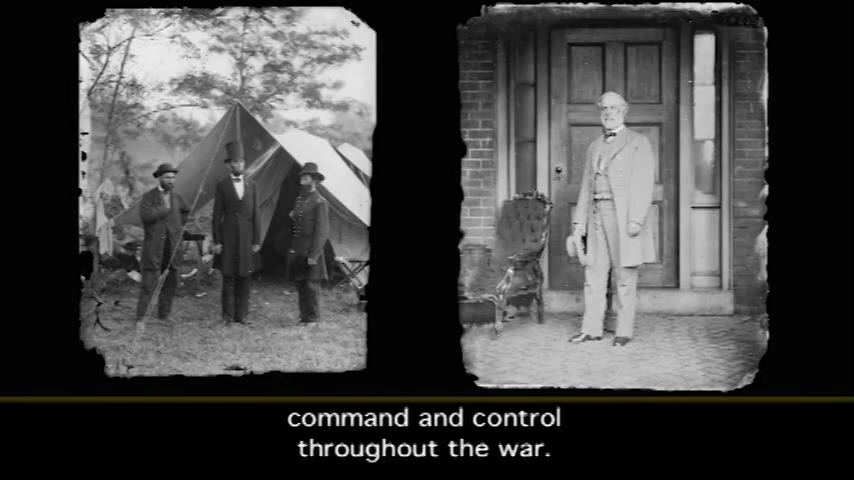 command and control
throughout the war.